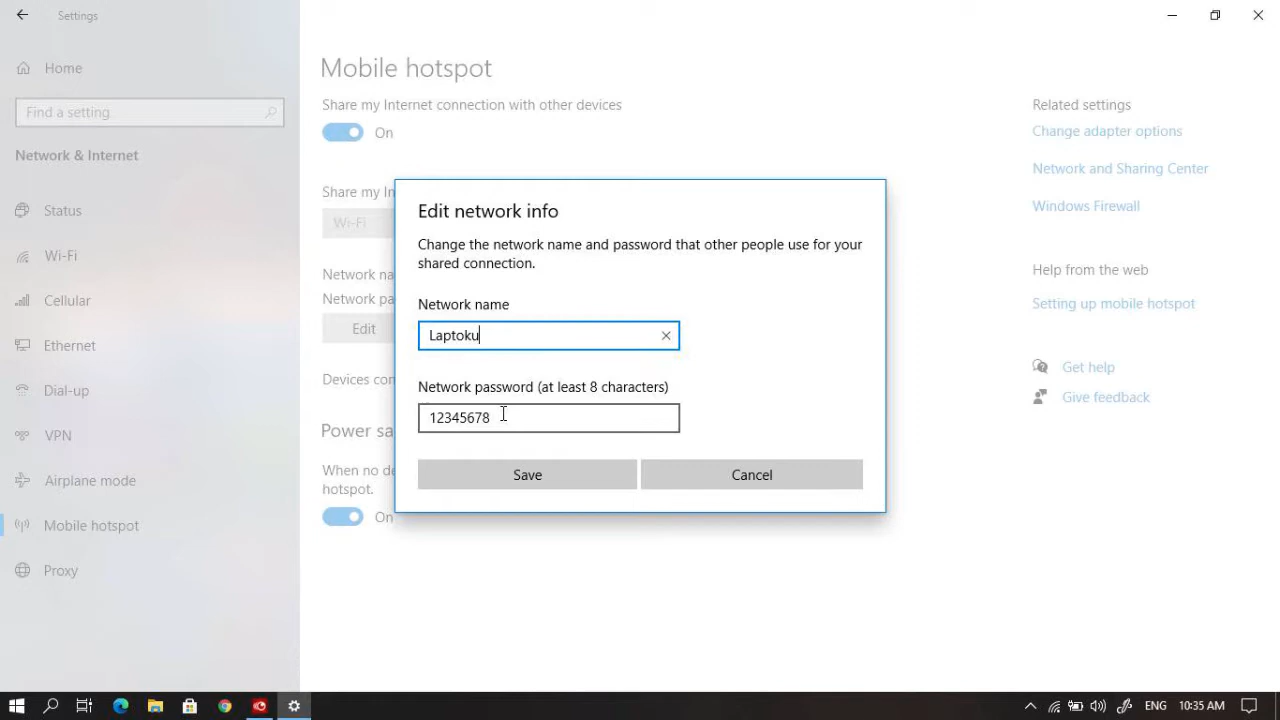 Settings
Home
Find a setting
Network & Internet
Status
Wi-Fi
Cellular
Ethernet
Dial-up
VPN
Airplane mode
Mobile hotspot
Proxy
Mobile hotspot
Share my Internet connection with other devices
On
Share my In
Wi-Fi
Network na
Network pa
Edit
Devices con
Power sa
When no de
hotspot.
On
Edit network info
Change the network name and password that other people use for your
shared connection.
Network name
Laptoku
Network password (at least 8 characters)
12345678
Save
Cancel
Related settings
Change adapter options
Network and Sharing Center
Windows Firewall
Help from the web
Setting up mobile hotspot
Get help
Give feedback
ENG
10:35 AM